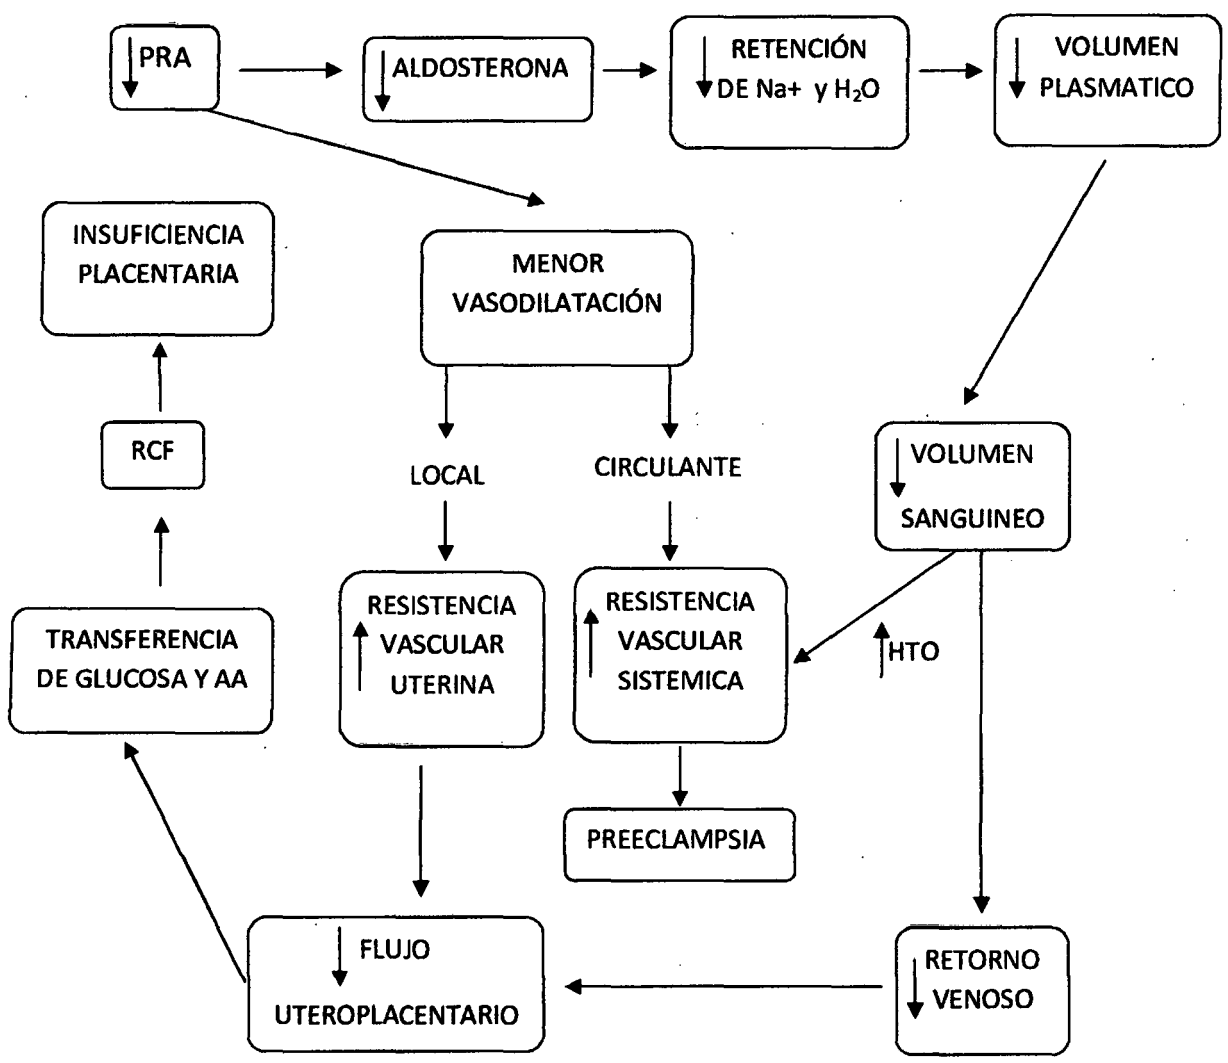 PRA
ALDOSTERONA
RETENCIÓN
DE Na+ y H₂O
VOLUMEN
PLASMATICO
INSUFICIENCIA
PLACENTARIA
MENOR
VASODILATACIÓN
RCF
LOCAL
CIRCULANTE
VOLUMEN
SANGUINEO
TRANSFERENCIA
DE GLUCOSA Y AA
RESISTENCIA
VASCULAR
UTERINA
RESISTENCIA
VASCULAR
SISTEMICA
HTO
PREECLAMPSIA
FLUJO
UTEROPLACENTARIO
RETORNO
VENOSO